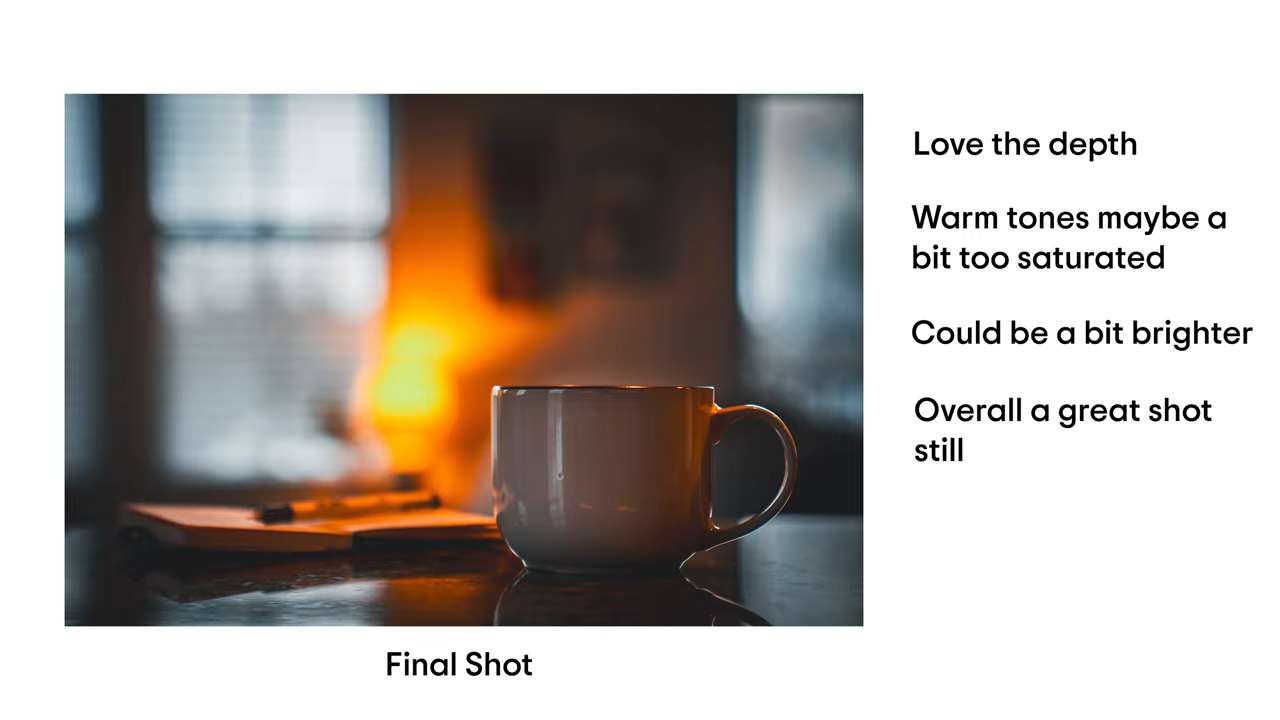 Love the depth
Warm tones maybe a
bit too saturated
Could be a bit brighter
Overall a great shot
still
Final Shot